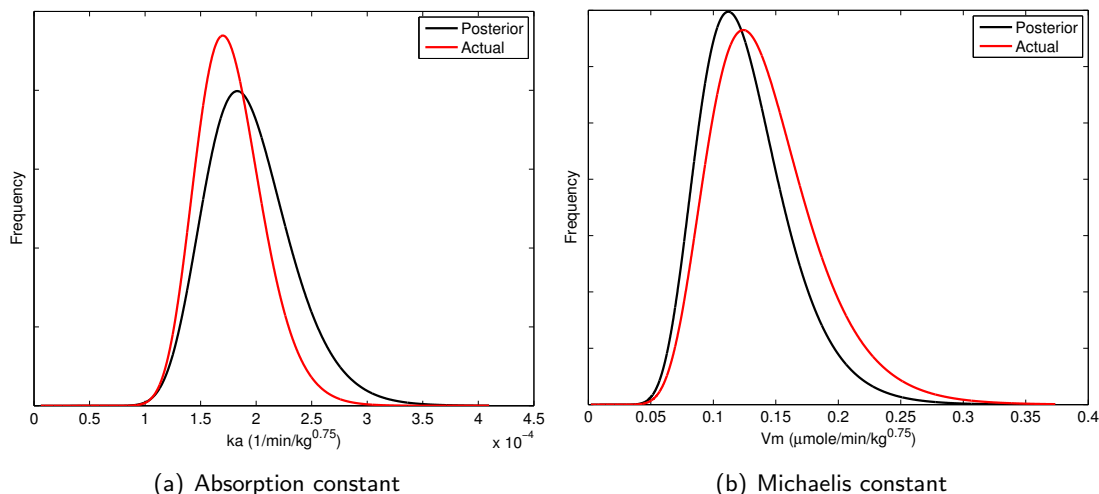 Posterior
Actual
Frequency
0 0.5 1 1.5 2 2.5 3 3.5 4 4.5
x 10⁻⁴
ka (1/min/kg^0.75)
(a) Absorption constant
Posterior
Actual
Frequency
0 0.05 0.1 0.15 0.2 0.25 0.3 0.35 0.4
Vm (μmole/min/kg^0.75)
(b) Michaelis constant